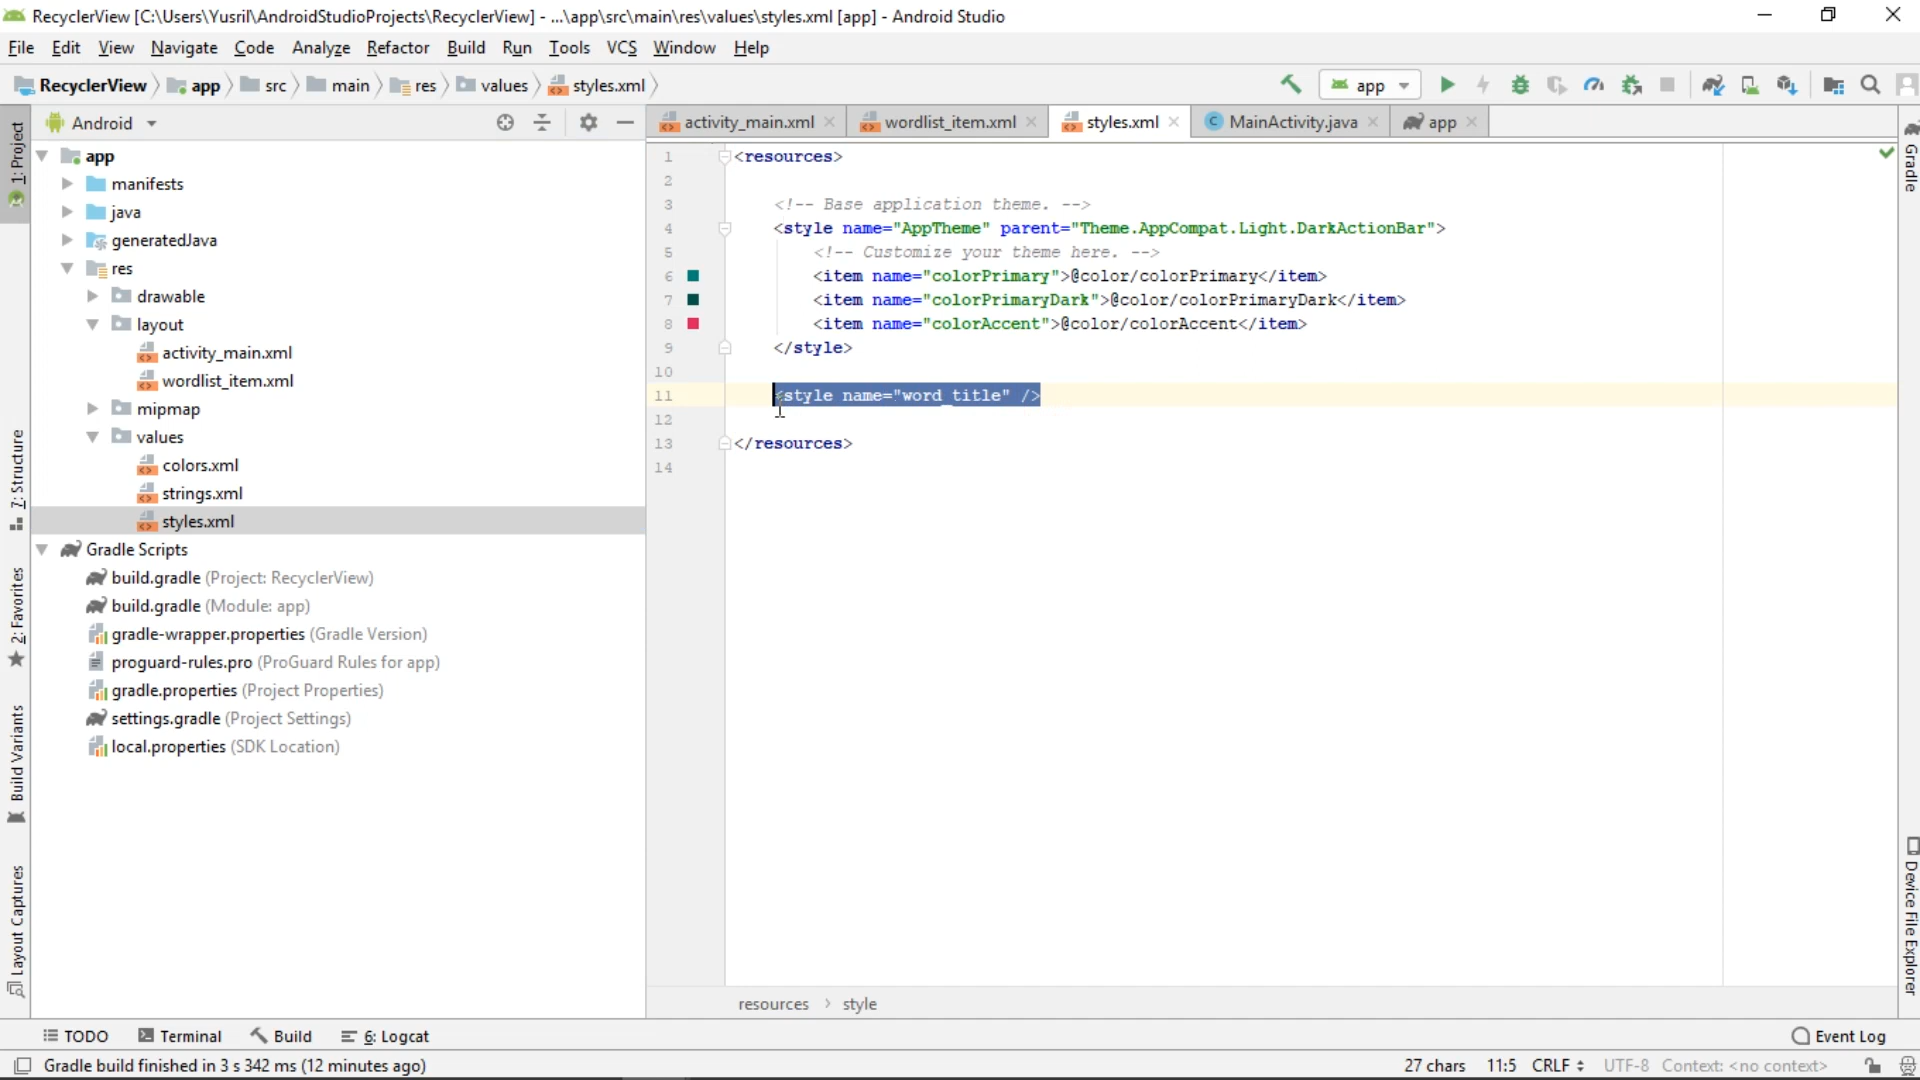 RecyclerView [C:\Users\Yusril\AndroidStudioProjects\RecyclerView] - ...\app\src\main\res\values\styles.xml [app] - Android Studio
File Edit View Navigate Code Analyze Refactor Build Run Tools VCS Window Help
RecyclerView app src main res values styles.xml app
Android
activity_main.xml wordlist_item.xml styles.xml MainActivity.java app
1: Project
7: Structure
2: Favorites
Build Variants
Layout Captures
app
manifests
java
generatedJava
res
drawable
layout
activity_main.xml
wordlist_item.xml
mipmap
values
colors.xml
strings.xml
styles.xml
Gradle Scripts
build.gradle (Project: RecyclerView)
build.gradle (Module: app)
gradle-wrapper.properties (Gradle Version)
proguard-rules.pro (ProGuard Rules for app)
gradle.properties (Project Properties)
settings.gradle (Project Settings)
local.properties (SDK Location)
1 <resources>
2
3 <!-- Base application theme. -->
4 <style name="AppTheme" parent="Theme.AppCompat.Light.DarkActionBar">
5 <!-- Customize your theme here. -->
6 <item name="colorPrimary">@color/colorPrimary</item>
7 <item name="colorPrimaryDark">@color/colorPrimaryDark</item>
8 <item name="colorAccent">@color/colorAccent</item>
9 </style>
10
11 <style name="word_title" />
12
13 </resources>
14
resources › style
Gradle
Device File Explorer
TODO Terminal Build 6: Logcat Event Log
Gradle build finished in 3 s 342 ms (12 minutes ago) 27 chars 11:5 CRLF UTF-8 Context: <no context>